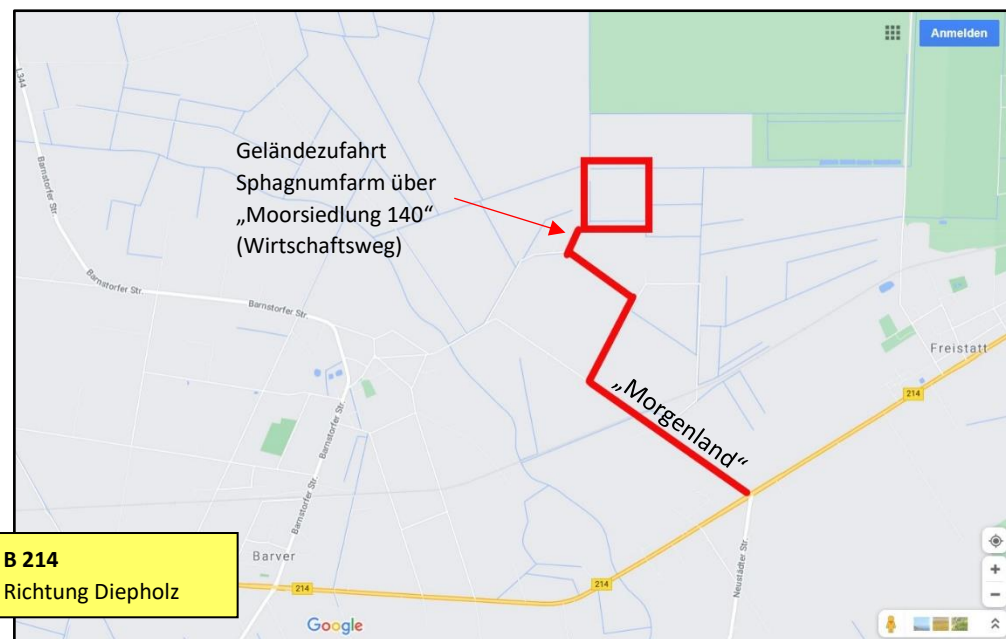 Anmelden
L344
Barnstorfer Str.
Geländezufahrt
Sphagnumfarm über
„Moorsiedlung 140“
(Wirtschaftsweg)
Barnstorfer Str.
Barnstorfer Str.
Freistatt
214
„Morgenland“
Barnstorfer Str.
Barnstorfer Str.
Neustädter Str.
B 214
Richtung Diepholz
Barver
214
214
Google